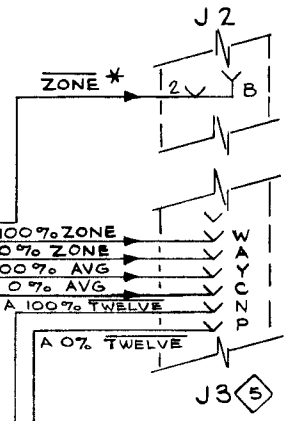 J2
ZONE *
2 B
100% ZONE W
0% ZONE A
00% AVG Y
0% AVG C
A 100% TWELVE N
A 0% TWELVE P
J3 5